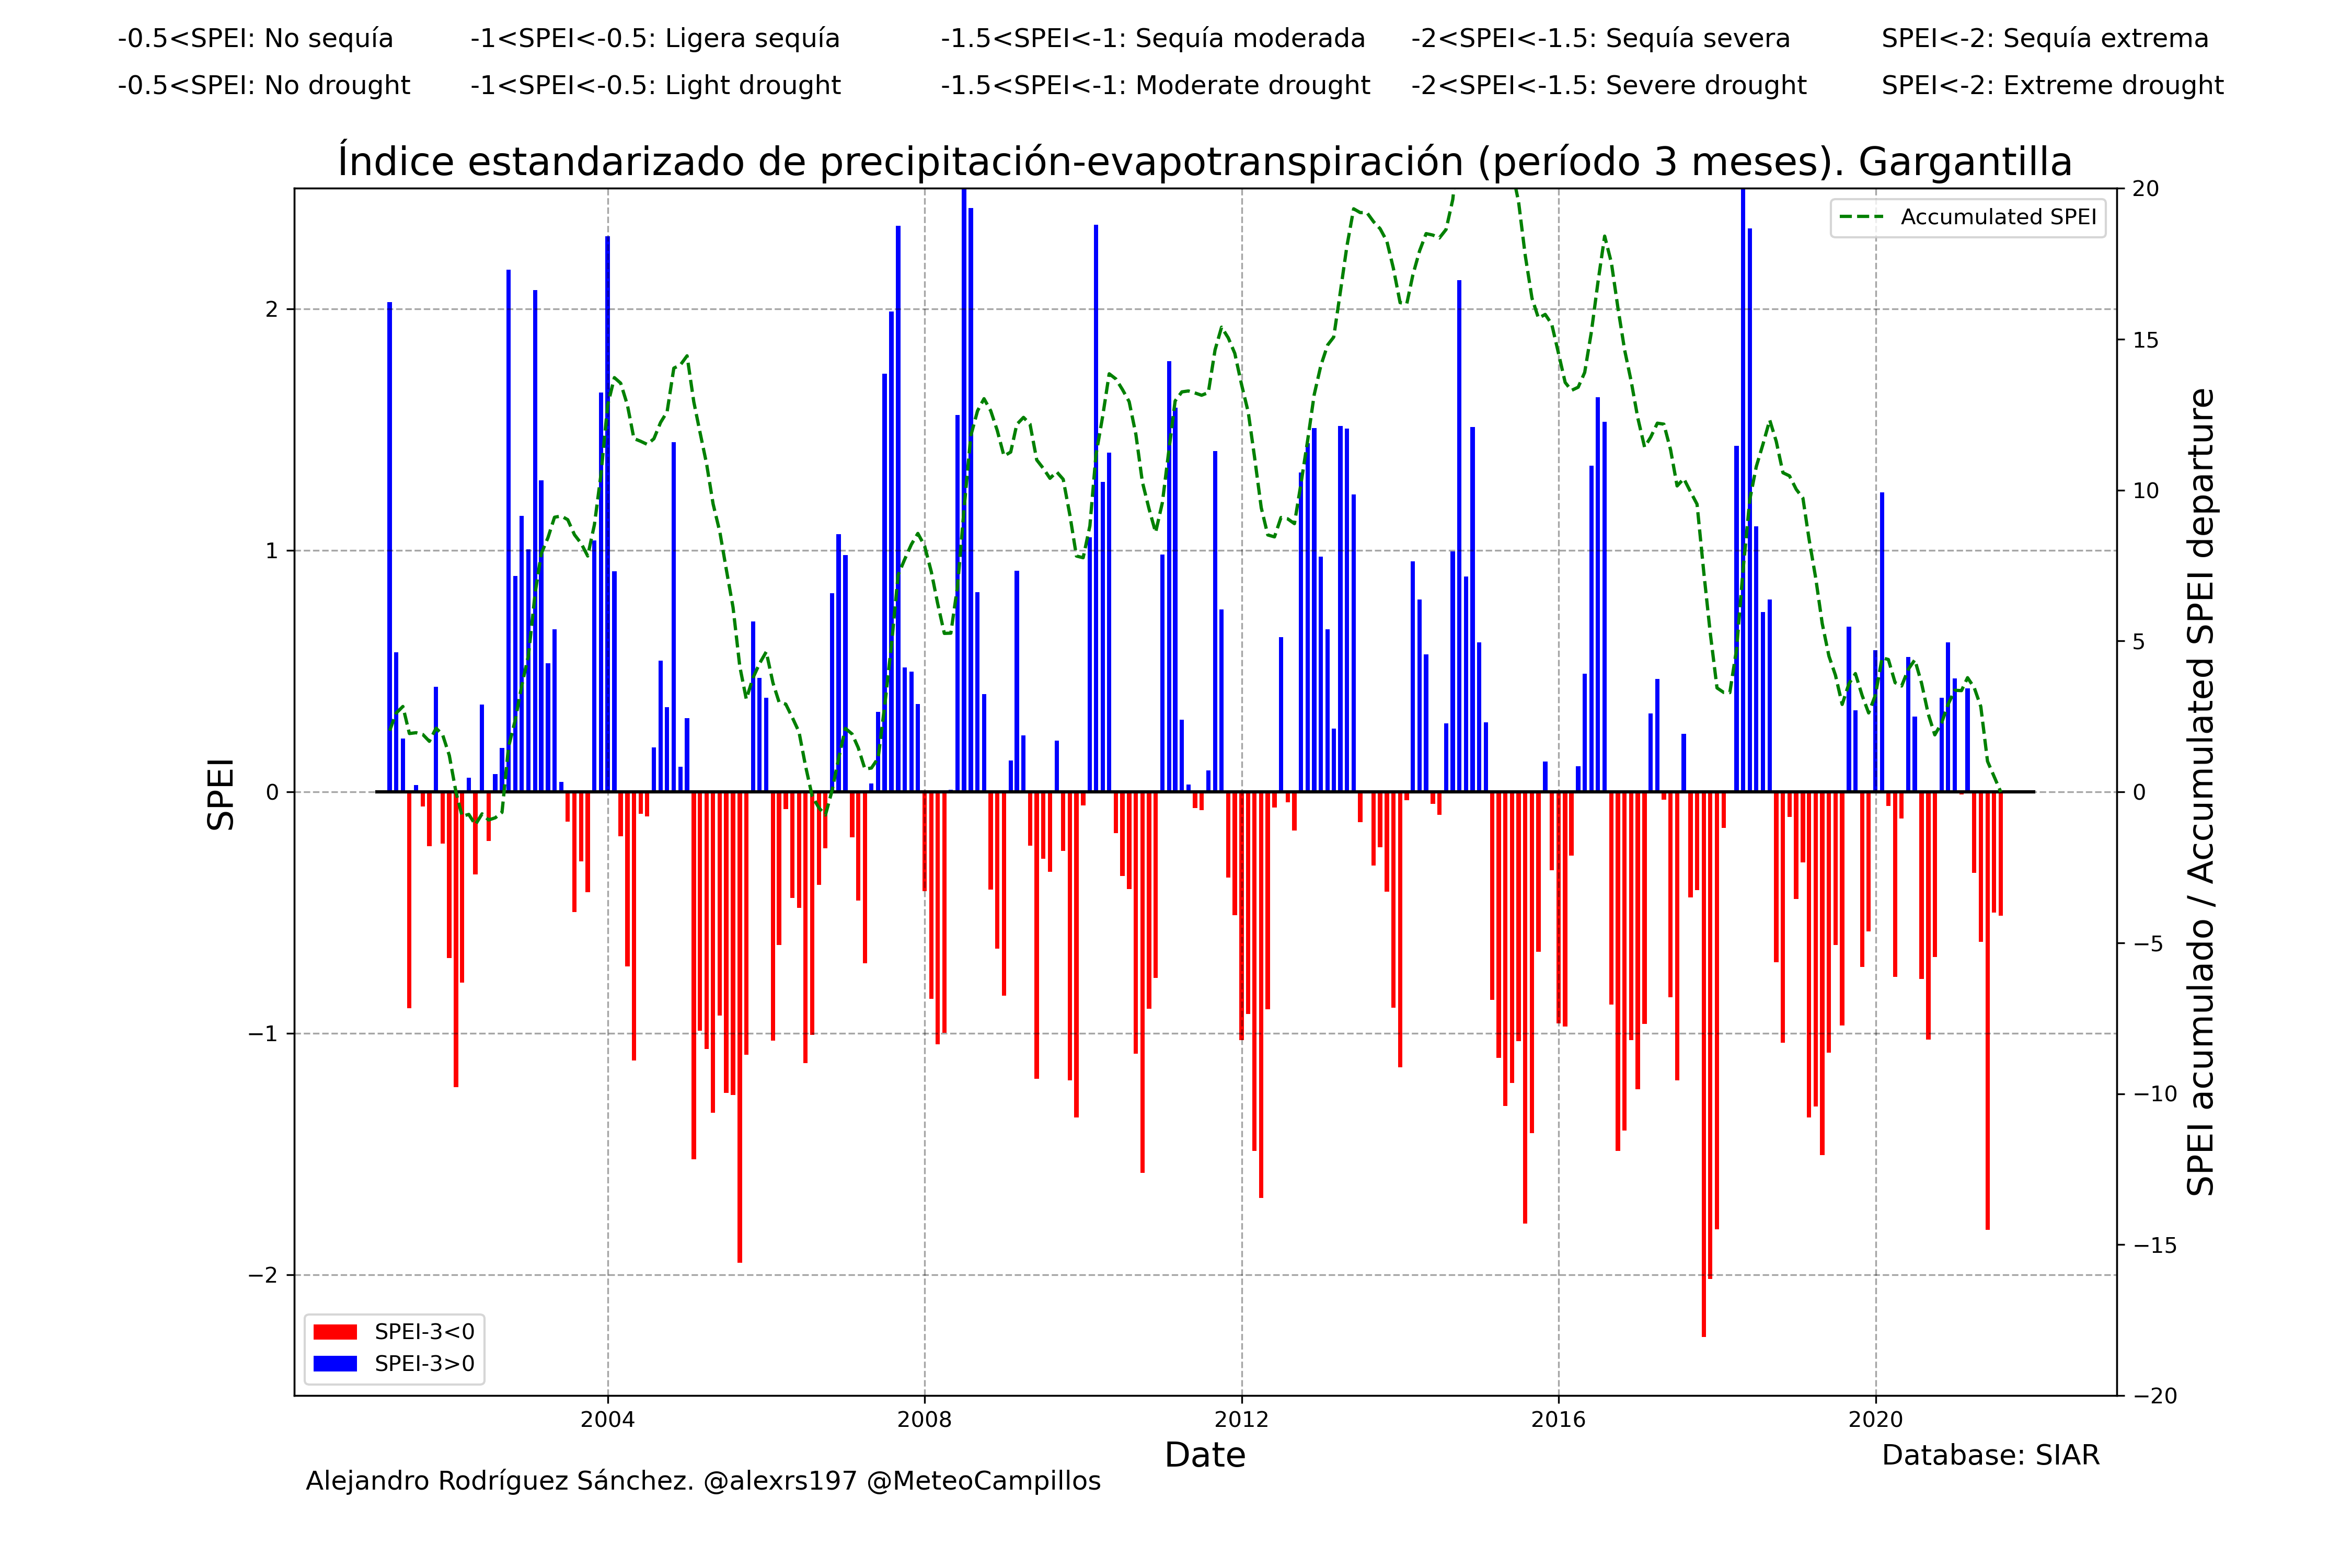 -0.5<SPEI: No sequía -1<SPEI<-0.5: Ligera sequía -1.5<SPEI<-1: Sequía moderada -2<SPEI<-1.5: Sequía severa SPEI<-2: Sequía extrema
-0.5<SPEI: No drought -1<SPEI<-0.5: Light drought -1.5<SPEI<-1: Moderate drought -2<SPEI<-1.5: Severe drought SPEI<-2: Extreme drought
Índice estandarizado de precipitación-evapotranspiración (período 3 meses). Gargantilla
Accumulated SPEI
SPEI
2
1
0
−1
−2
20
15
10
5
0
−5
−10
−15
−20
SPEI acumulado / Accumulated SPEI departure
SPEI-3<0
SPEI-3>0
2004 2008 2012 2016 2020
Date
Database: SIAR
Alejandro Rodríguez Sánchez. @alexrs197 @MeteoCampillos